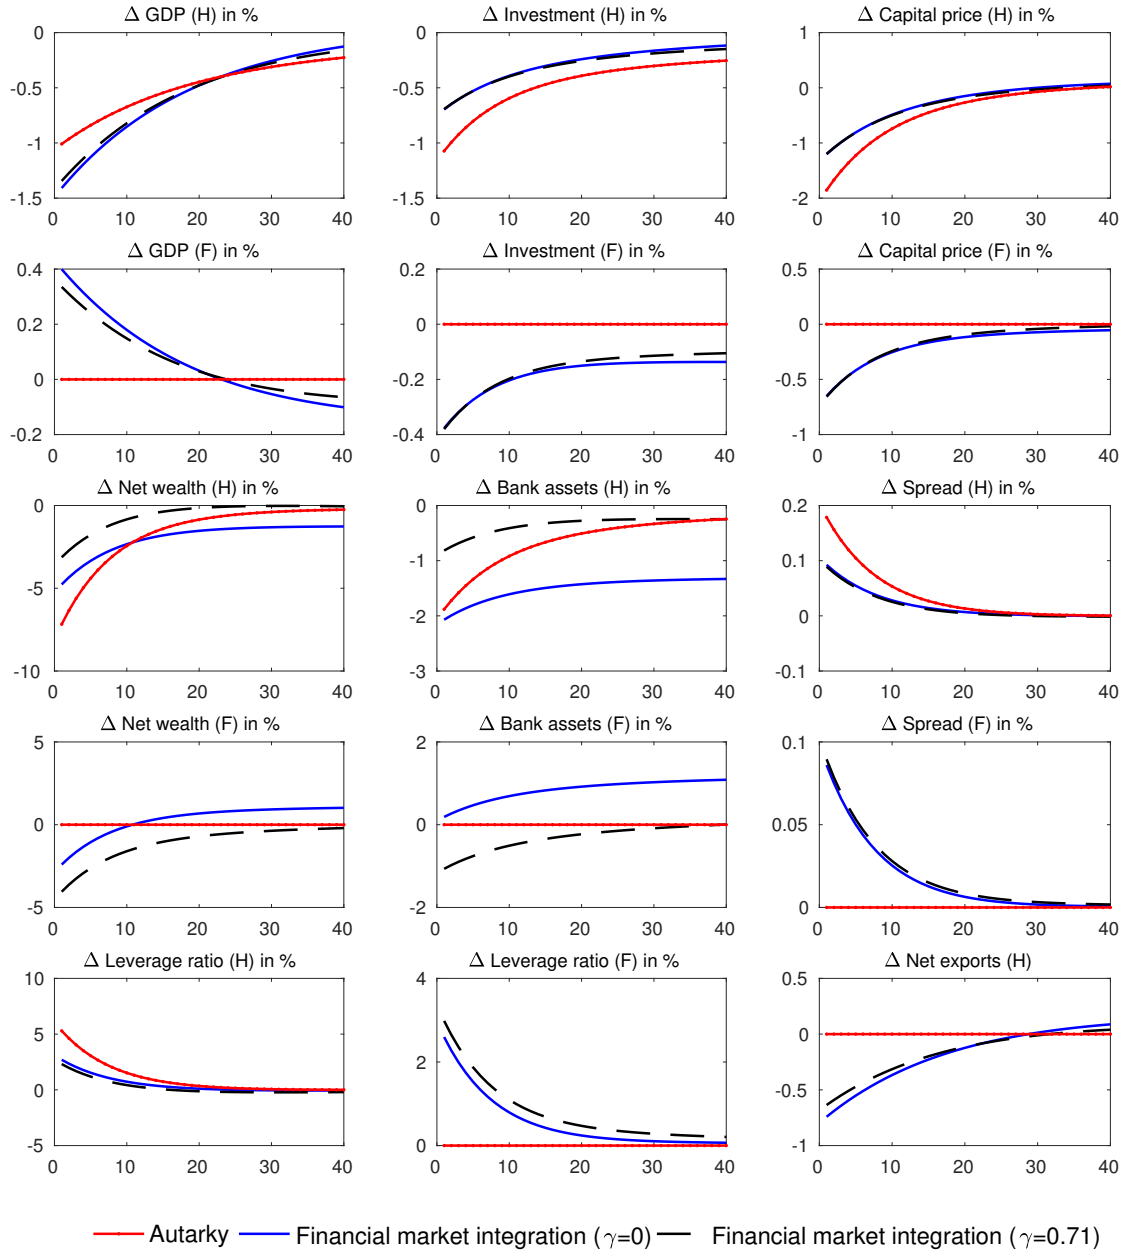 Δ GDP (H) in %
0
-0.5
-1
-1.5
0 10 20 30 40
Δ Investment (H) in %
0
-0.5
-1
-1.5
0 10 20 30 40
Δ Capital price (H) in %
1
0
-1
-2
0 10 20 30 40
Δ GDP (F) in %
0.4
0.2
0
-0.2
0 10 20 30 40
Δ Investment (F) in %
0.2
0
-0.2
-0.4
0 10 20 30 40
Δ Capital price (F) in %
0.5
0
-0.5
-1
0 10 20 30 40
Δ Net wealth (H) in %
0
-5
-10
0 10 20 30 40
Δ Bank assets (H) in %
0
-1
-2
-3
0 10 20 30 40
Δ Spread (H) in %
0.2
0.1
0
-0.1
0 10 20 30 40
Δ Net wealth (F) in %
5
0
-5
0 10 20 30 40
Δ Bank assets (F) in %
2
0
-2
0 10 20 30 40
Δ Spread (F) in %
0.1
0.05
0
0 10 20 30 40
Δ Leverage ratio (H) in %
10
5
0
-5
0 10 20 30 40
Δ Leverage ratio (F) in %
4
2
0
0 10 20 30 40
Δ Net exports (H)
0.5
0
-0.5
-1
0 10 20 30 40
Autarky Financial market integration (γ=0) Financial market integration (γ=0.71)